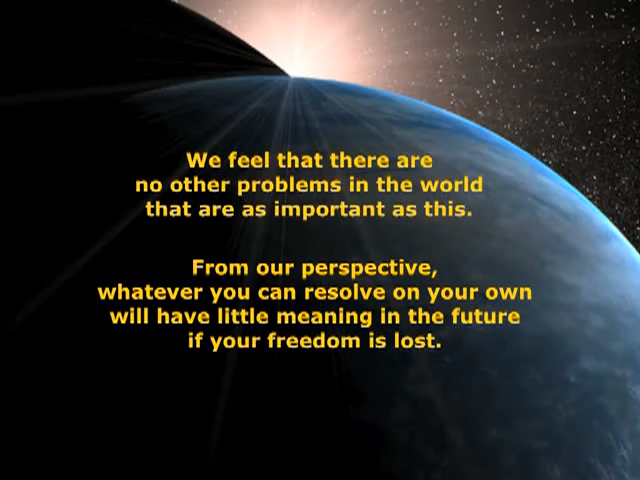 We feel that there are
no other problems in the world
that are as important as this.
From our perspective,
whatever you can resolve on your own
will have little meaning in the future
if your freedom is lost.